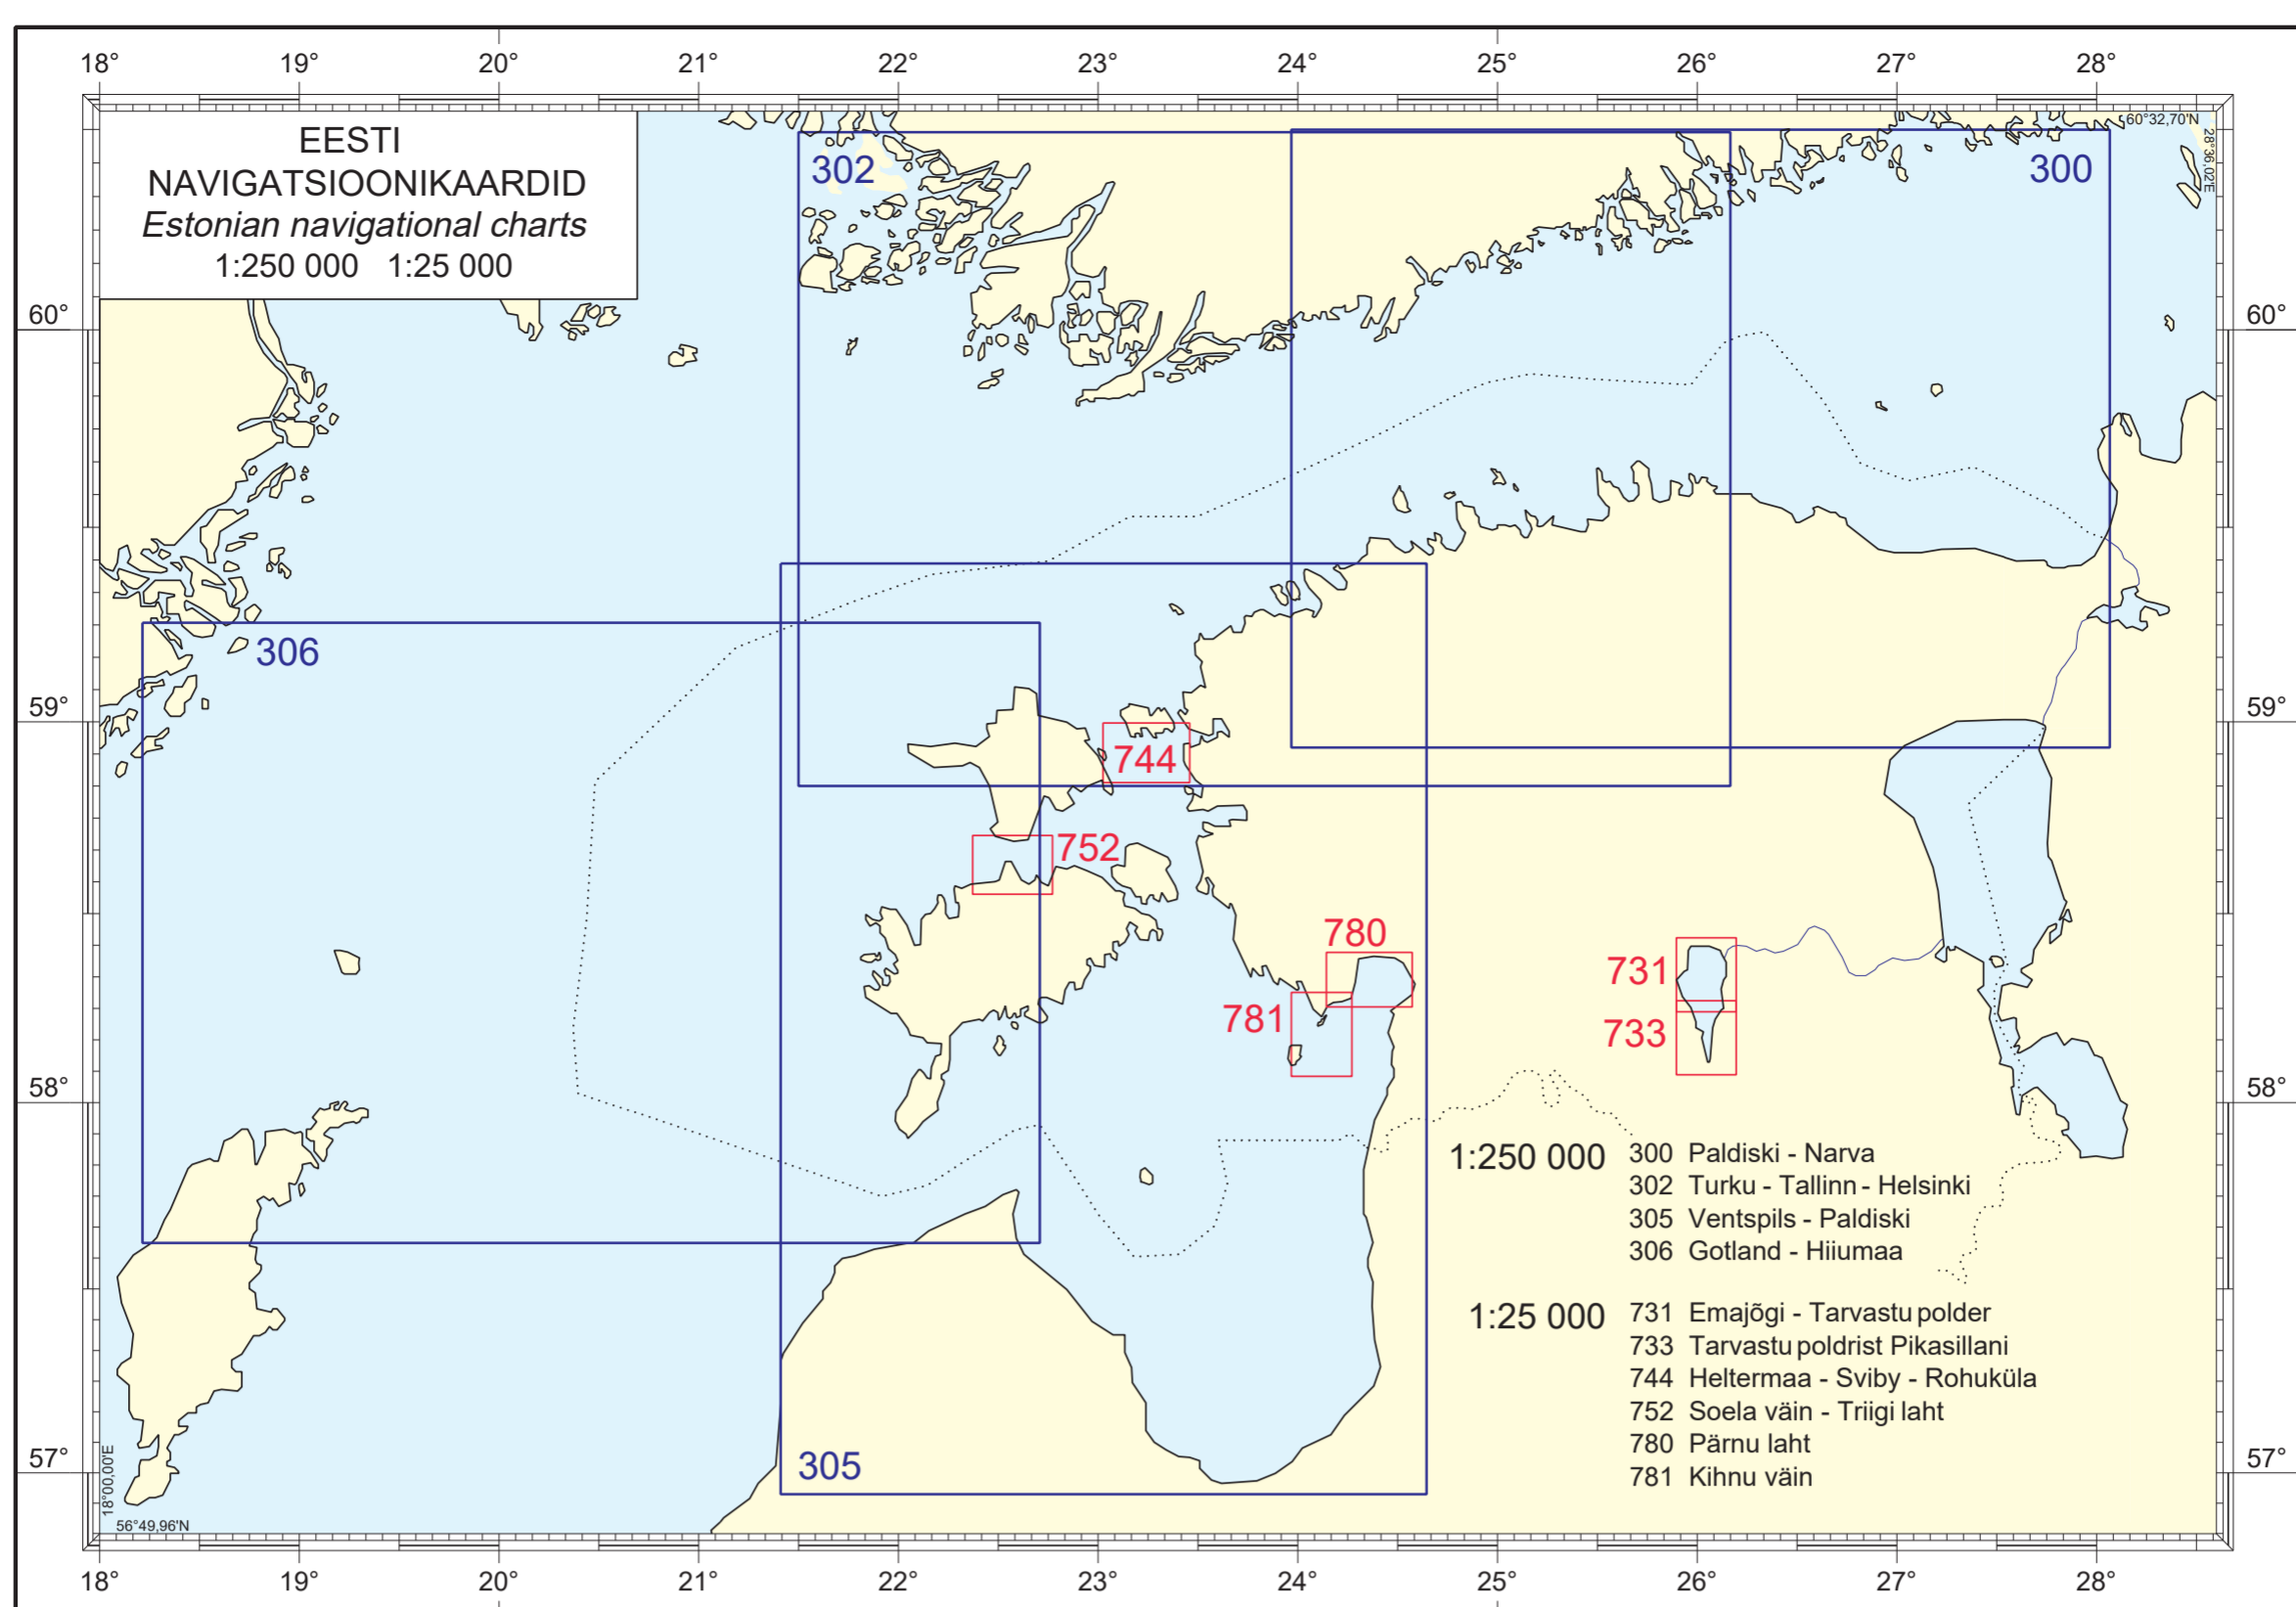 18° 19° 20° 21° 22° 23° 24° 25° 26° 27° 28°
EESTI
NAVIGATSIOONIKAARDID
Estonian navigational charts
1:250 000 1:25 000
60°32,70'N
28°36,02'E
302
300
60° 60°
306
59° 59°
744
752
780
731
781
733
58° 58°
1:250 000 300 Paldiski - Narva
302 Turku - Tallinn - Helsinki
305 Ventspils - Paldiski
306 Gotland - Hiiumaa
1:25 000 731 Emajõgi - Tarvastu polder
733 Tarvastu poldrist Pikasillani
744 Heltermaa - Sviby - Rohuküla
752 Soela väin - Triigi laht
780 Pärnu laht
781 Kihnu väin
305
57° 57°
18°00,00'E
56°49,96'N
18° 19° 20° 21° 22° 23° 24° 25° 26° 27° 28°